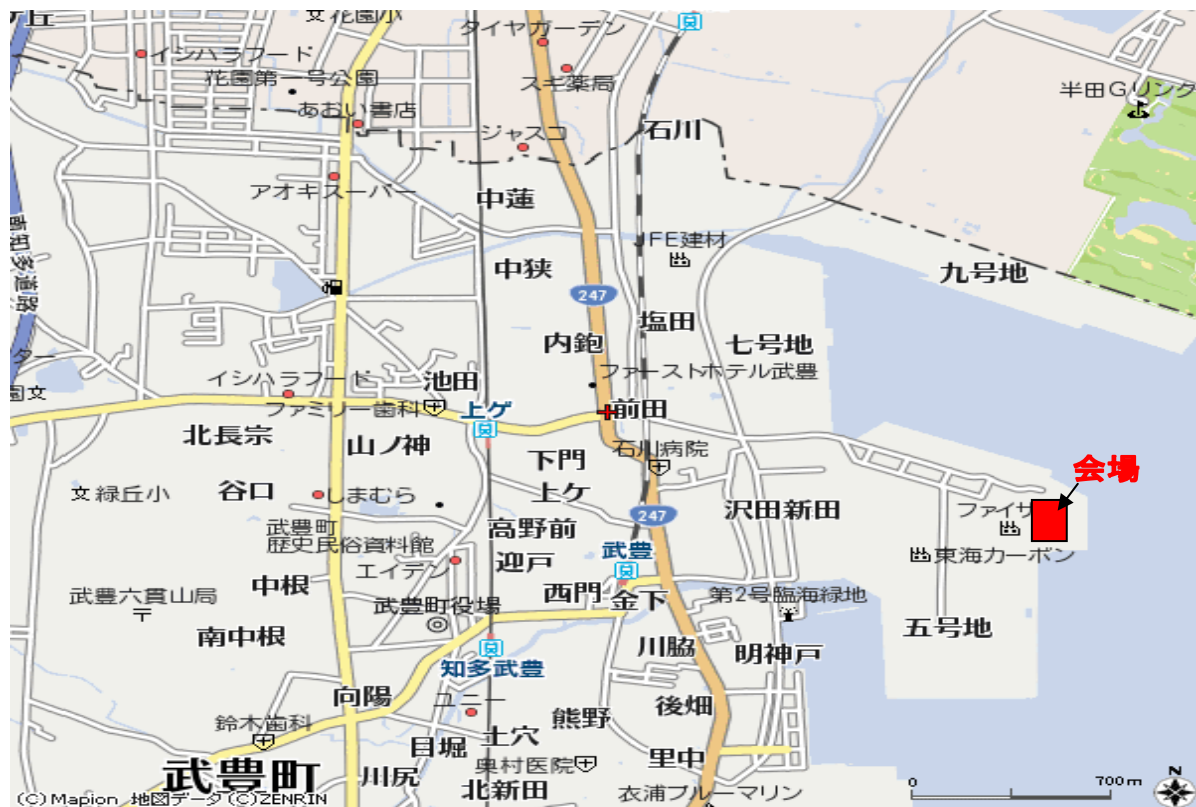 ケ丘
文花園小
タイヤガーデン
イシハラフード
花園第一号公園
スギ薬局
半田Gリンク
あおい書店
ジャスコ
石川
アオキスーパー
中蓮
南知多道路
JFE建材
中狭
九号地
247
塩田
内鉋
七号地
ター
ファーストホテル武豊
イシハラフード
池田
園文
ファミリー歯科
上ゲ
前田
北長宗
山ノ神
石川病院
下門
会場
文緑丘小
谷口
しまむら
上ケ
沢田新田
ファイザ
247
武豊町
歴史民俗資料館
高野前
武豊
東海カーボン
エイデン
迎戸
中根
西門
武豊六貫山局
武豊町役場
金下
第2号臨海緑地
五号地
南中根
川脇
明神戸
知多武豊
向陽
ユニー
後畑
鈴木歯科
熊野
目堀
土穴
里中
武豊町
川尻
奥村医院
北新田
衣浦ブルーマリン
0
700m
N
(C)Mapion 地図データ(C)ZENRIN